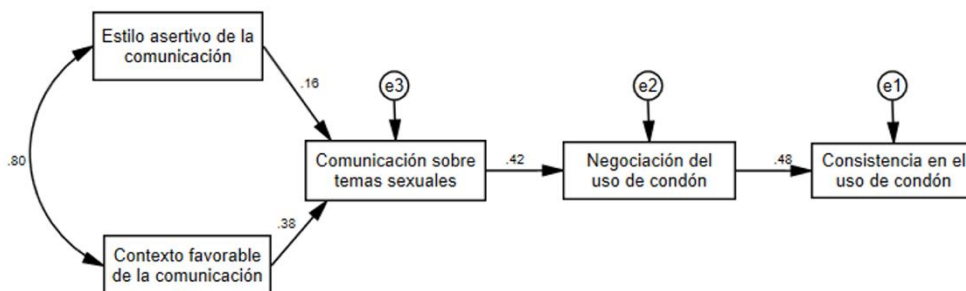 Estilo asertivo de la
comunicación
.16
e3
e2
e1
.80
Comunicación sobre
temas sexuales
.42
Negociación del
uso de condón
.48
Consistencia en el
uso de condón
.38
Contexto favorable
de la comunicación